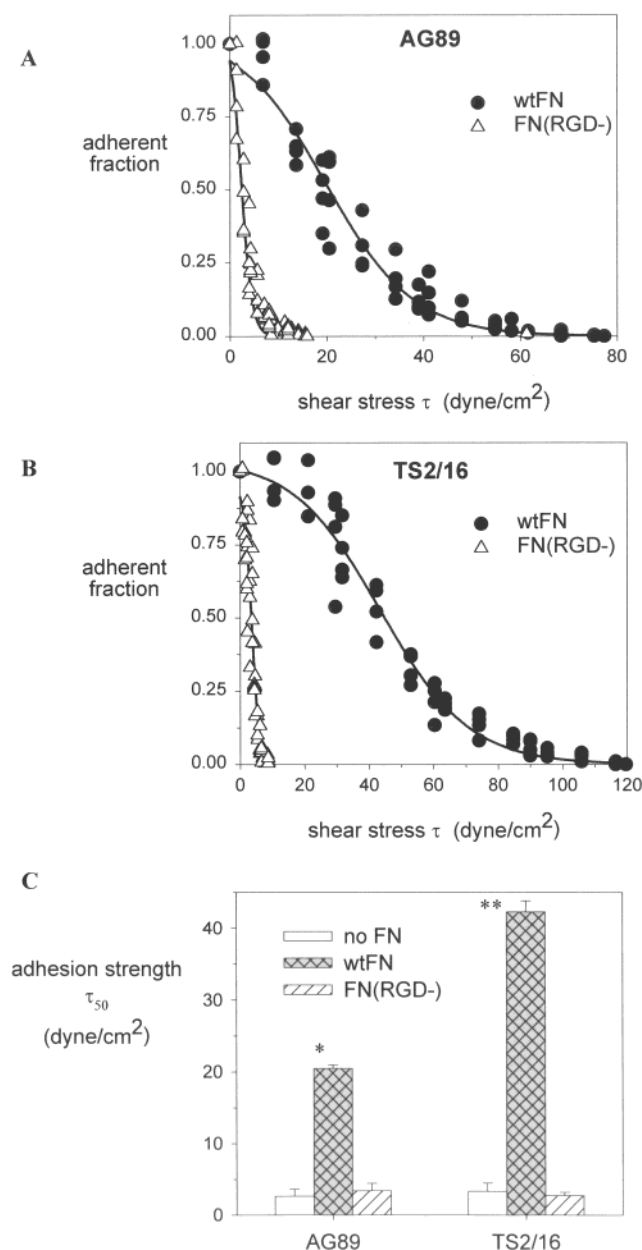 A
AG89
1.00
0.75
0.50
0.25
0.00
adherent
fraction
● wtFN
△ FN(RGD-)
0 20 40 60 80
shear stress τ (dyne/cm²)
B
TS2/16
1.00
0.75
0.50
0.25
0.00
adherent
fraction
● wtFN
△ FN(RGD-)
0 20 40 60 80 100 120
shear stress τ (dyne/cm²)
C
adhesion strength
τ₅₀
(dyne/cm²)
40
30
20
10
0
no FN
wtFN
FN(RGD-)
*
**
AG89 TS2/16